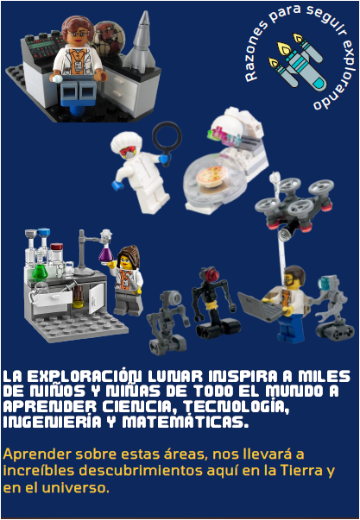 Razones para seguir explorando
LA EXPLORACIÓN LUNAR INSPIRA A MILES
DE NIÑOS Y NIÑAS DE TODO EL MUNDO A
APRENDER CIENCIA, TECNOLOGÍA,
INGENIERÍA Y MATEMÁTICAS.
Aprender sobre estas áreas, nos llevará a
increíbles descubrimientos aquí en la Tierra y
en el universo.